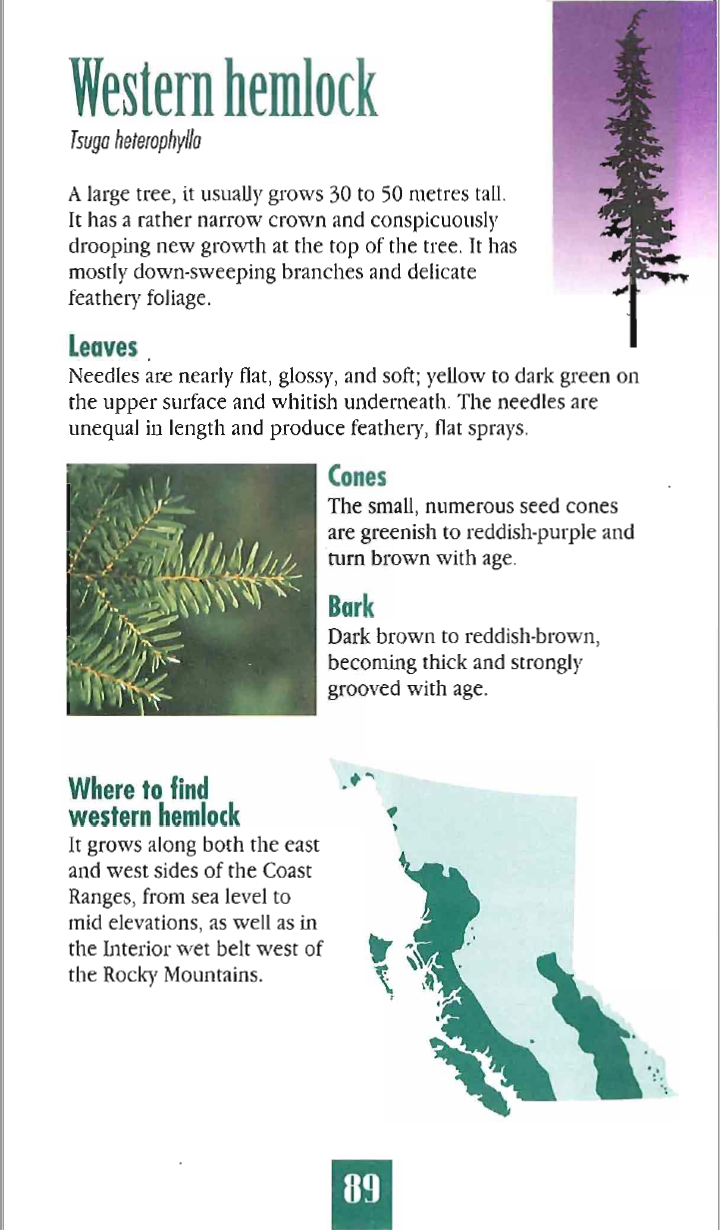 Western hemlock
Tsuga heterophylla
A large tree, it usually grows 30 to 50 metres tall.
It has a rather narrow crown and conspicuously
drooping new growth at the top of the tree. It has
mostly down-sweeping branches and delicate
feathery foliage.
Leaves
Needles are nearly flat, glossy, and soft; yellow to dark green on
the upper surface and whitish underneath. The needles are
unequal in length and produce feathery, flat sprays.
Cones
The small, numerous seed cones
are greenish to reddish-purple and
turn brown with age.
Bark
Dark brown to reddish-brown,
becoming thick and strongly
grooved with age.
Where to find
western hemlock
It grows along both the east
and west sides of the Coast
Ranges, from sea level to
mid elevations, as well as in
the Interior wet belt west of
the Rocky Mountains.
89